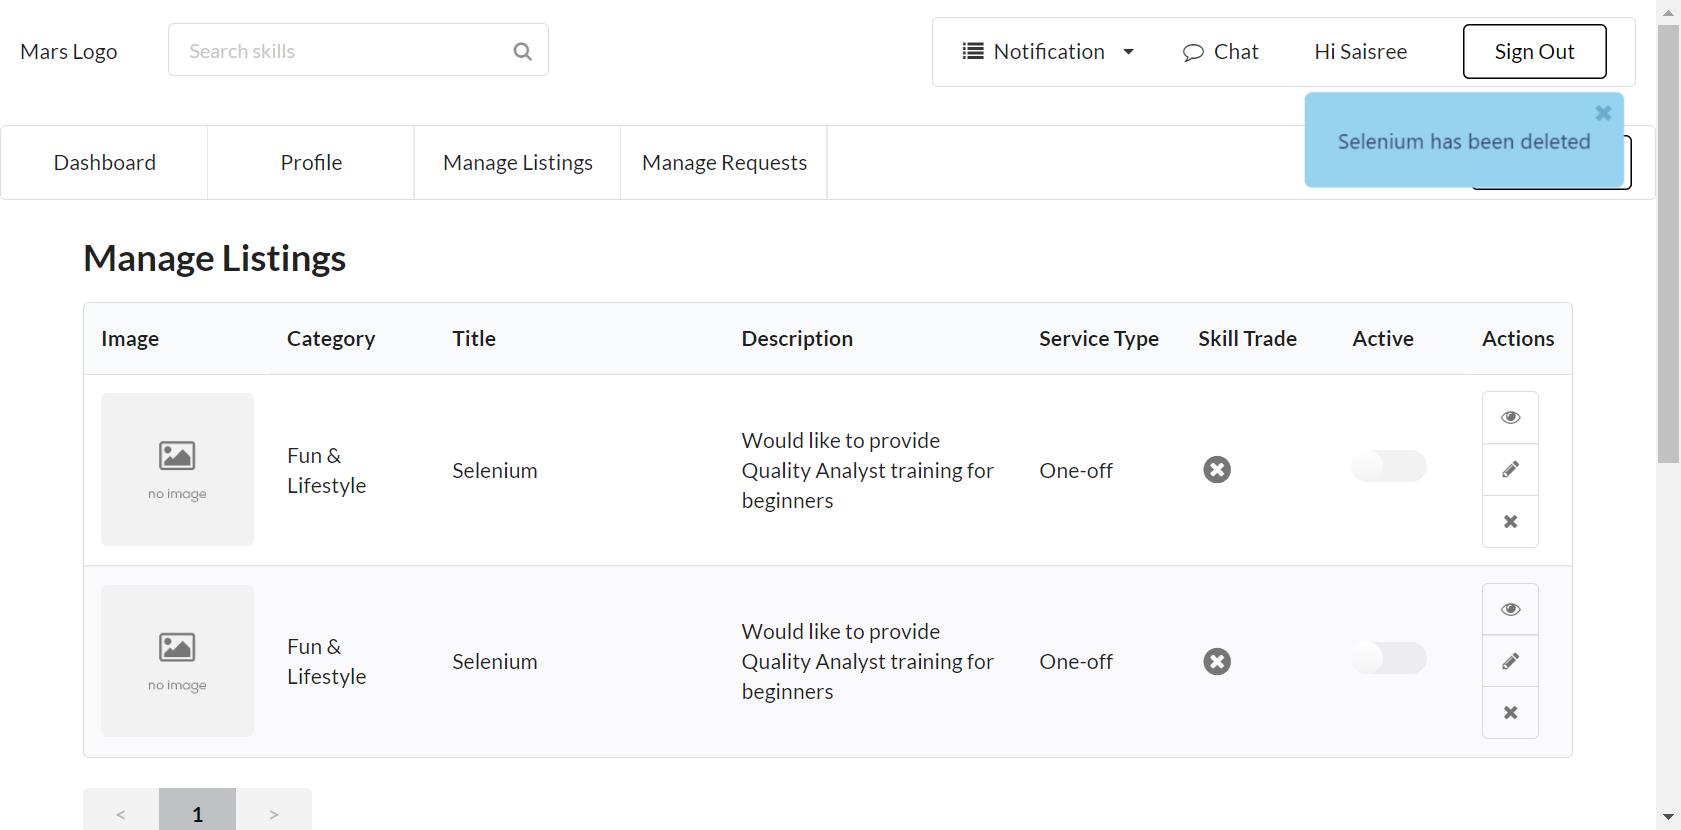 Mars Logo
Search skills
Notification
Chat
Hi Saisree
Sign Out
Selenium has been deleted
Dashboard
Profile
Manage Listings
Manage Requests
Manage Listings
Image
Category
Title
Description
Service Type
Skill Trade
Active
Actions
no image
Fun &
Lifestyle
Selenium
Would like to provide
Quality Analyst training for
beginners
One-off
no image
Fun &
Lifestyle
Selenium
Would like to provide
Quality Analyst training for
beginners
One-off
< 1 >